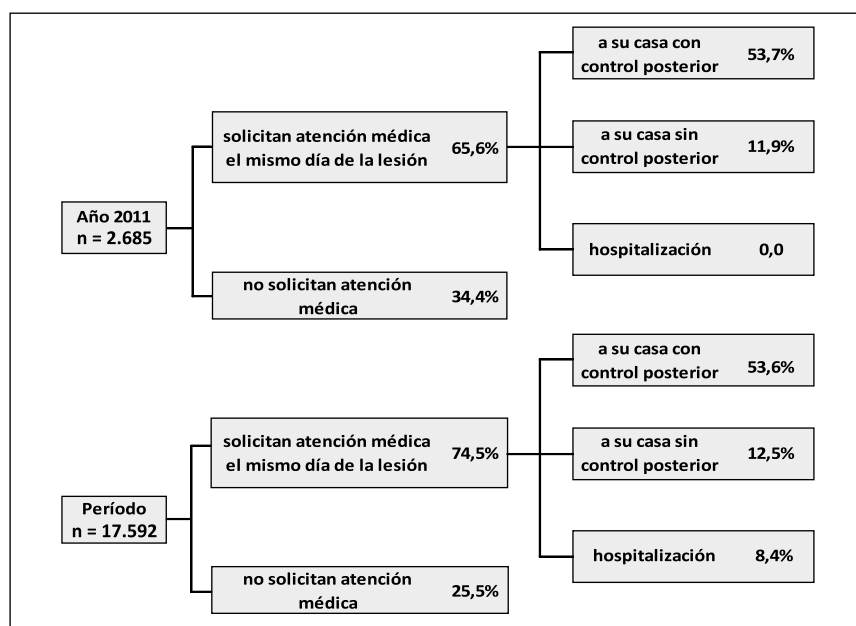 Año 2011
n = 2.685
solicitan atención médica
el mismo día de la lesión 65,6%
a su casa con
control posterior 53,7%
a su casa sin
control posterior 11,9%
hospitalización 0,0
no solicitan atención
médica 34,4%
Período
n = 17.592
solicitan atención médica
el mismo día de la lesión 74,5%
a su casa con
control posterior 53,6%
a su casa sin
control posterior 12,5%
hospitalización 8,4%
no solicitan atención
médica 25,5%